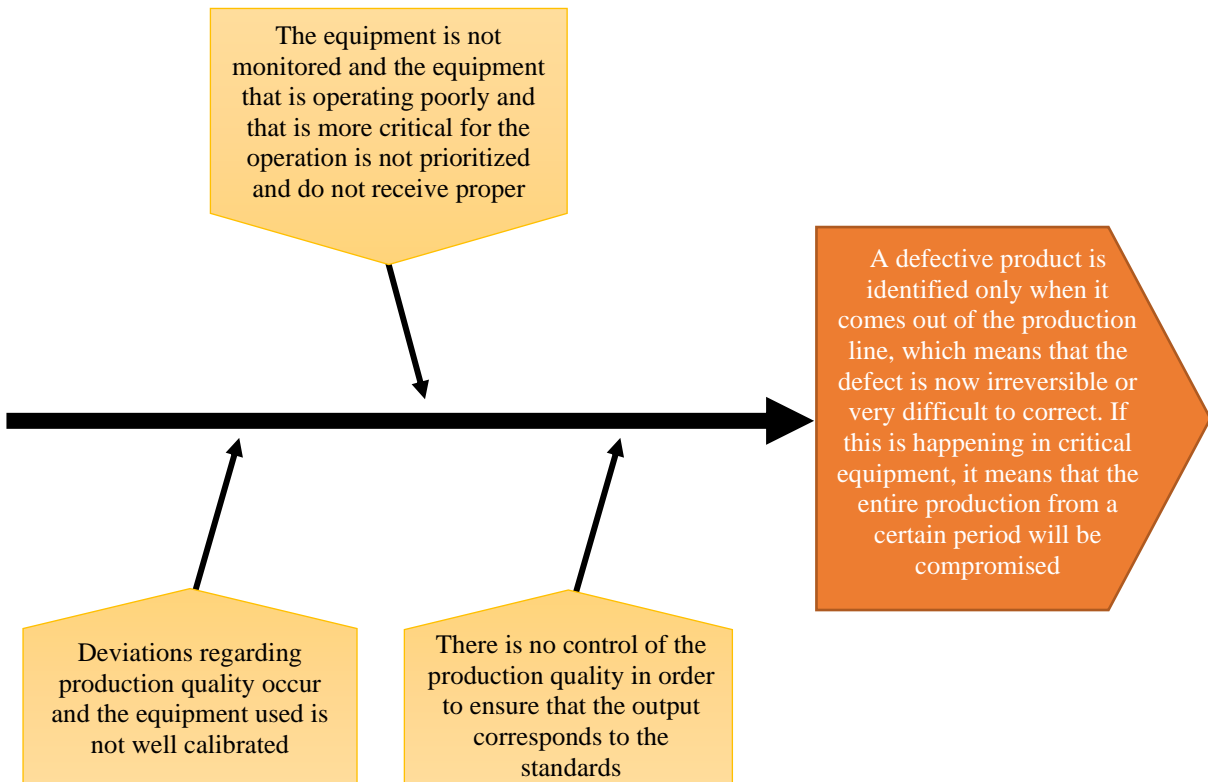 The equipment is not
monitored and the equipment
that is operating poorly and
that is more critical for the
operation is not prioritized
and do not receive proper
A defective product is
identified only when it
comes out of the production
line, which means that the
defect is now irreversible or
very difficult to correct. If
this is happening in critical
equipment, it means that the
entire production from a
certain period will be
compromised
Deviations regarding
production quality occur
and the equipment used is
not well calibrated
There is no control of the
production quality in order
to ensure that the output
corresponds to the
standards